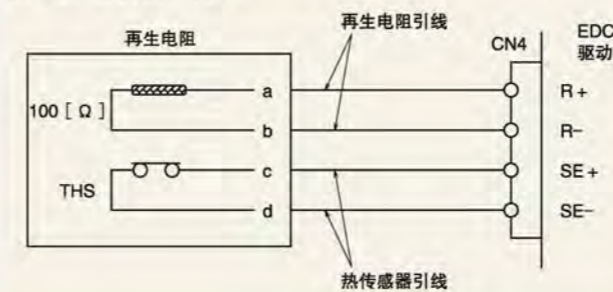 再生电阻引线
再生电阻
CN4
EDC
驱动
100 [ Ω ]
a
R+
b
R-
c
SE+
THS
d
SE-
热传感器引线